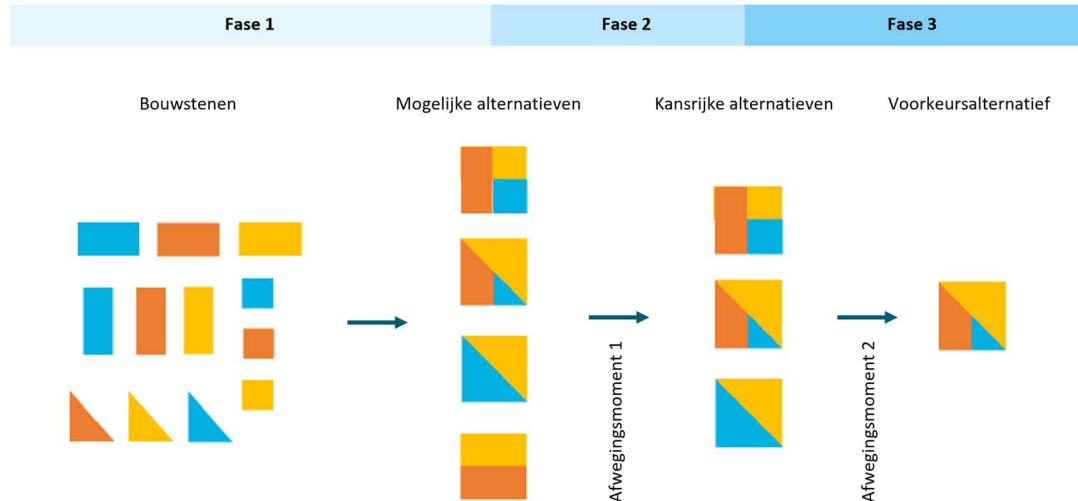 Fase 1
Fase 2
Fase 3
Bouwstenen
Mogelijke alternatieven
Kansrijke alternatieven
Voorkeursalternatief
Afwegingsmoment 1
Afwegingsmoment 2